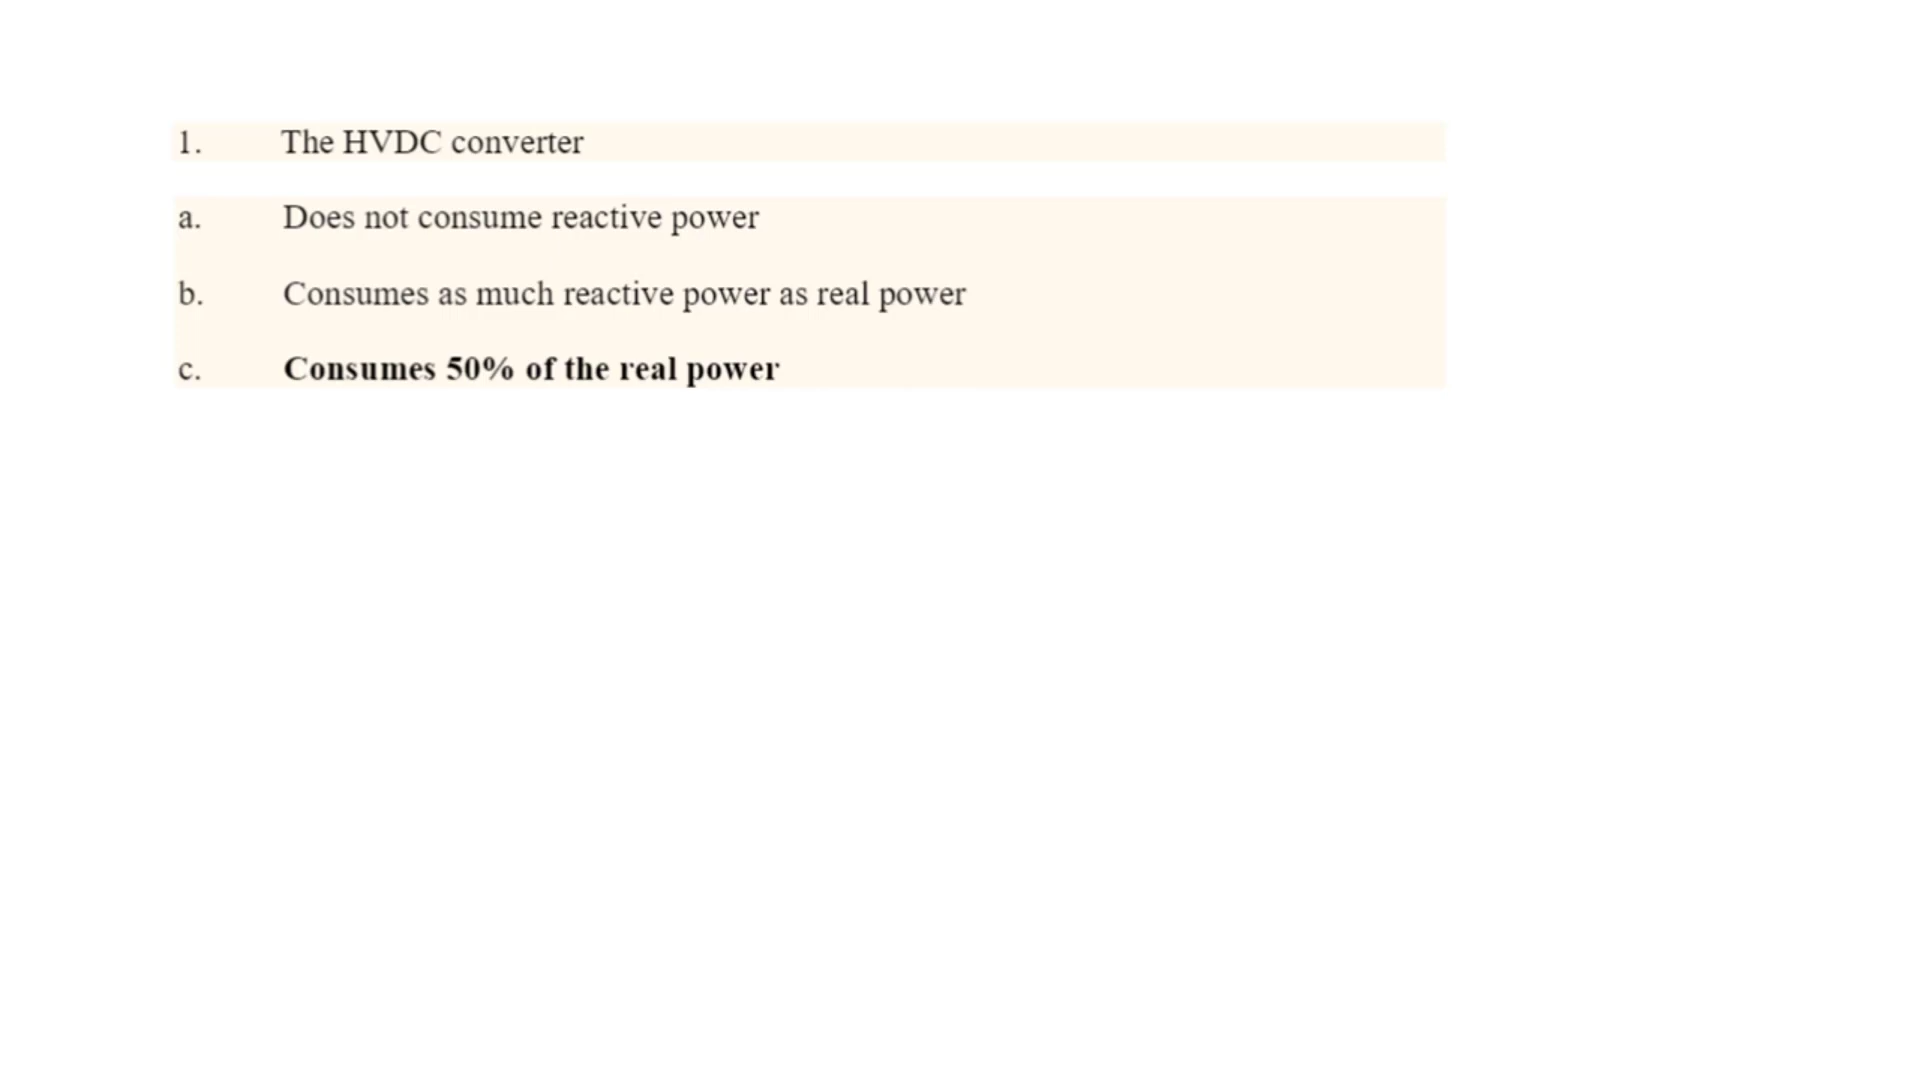 1. The HVDC converter
a. Does not consume reactive power
b. Consumes as much reactive power as real power
c. Consumes 50% of the real power